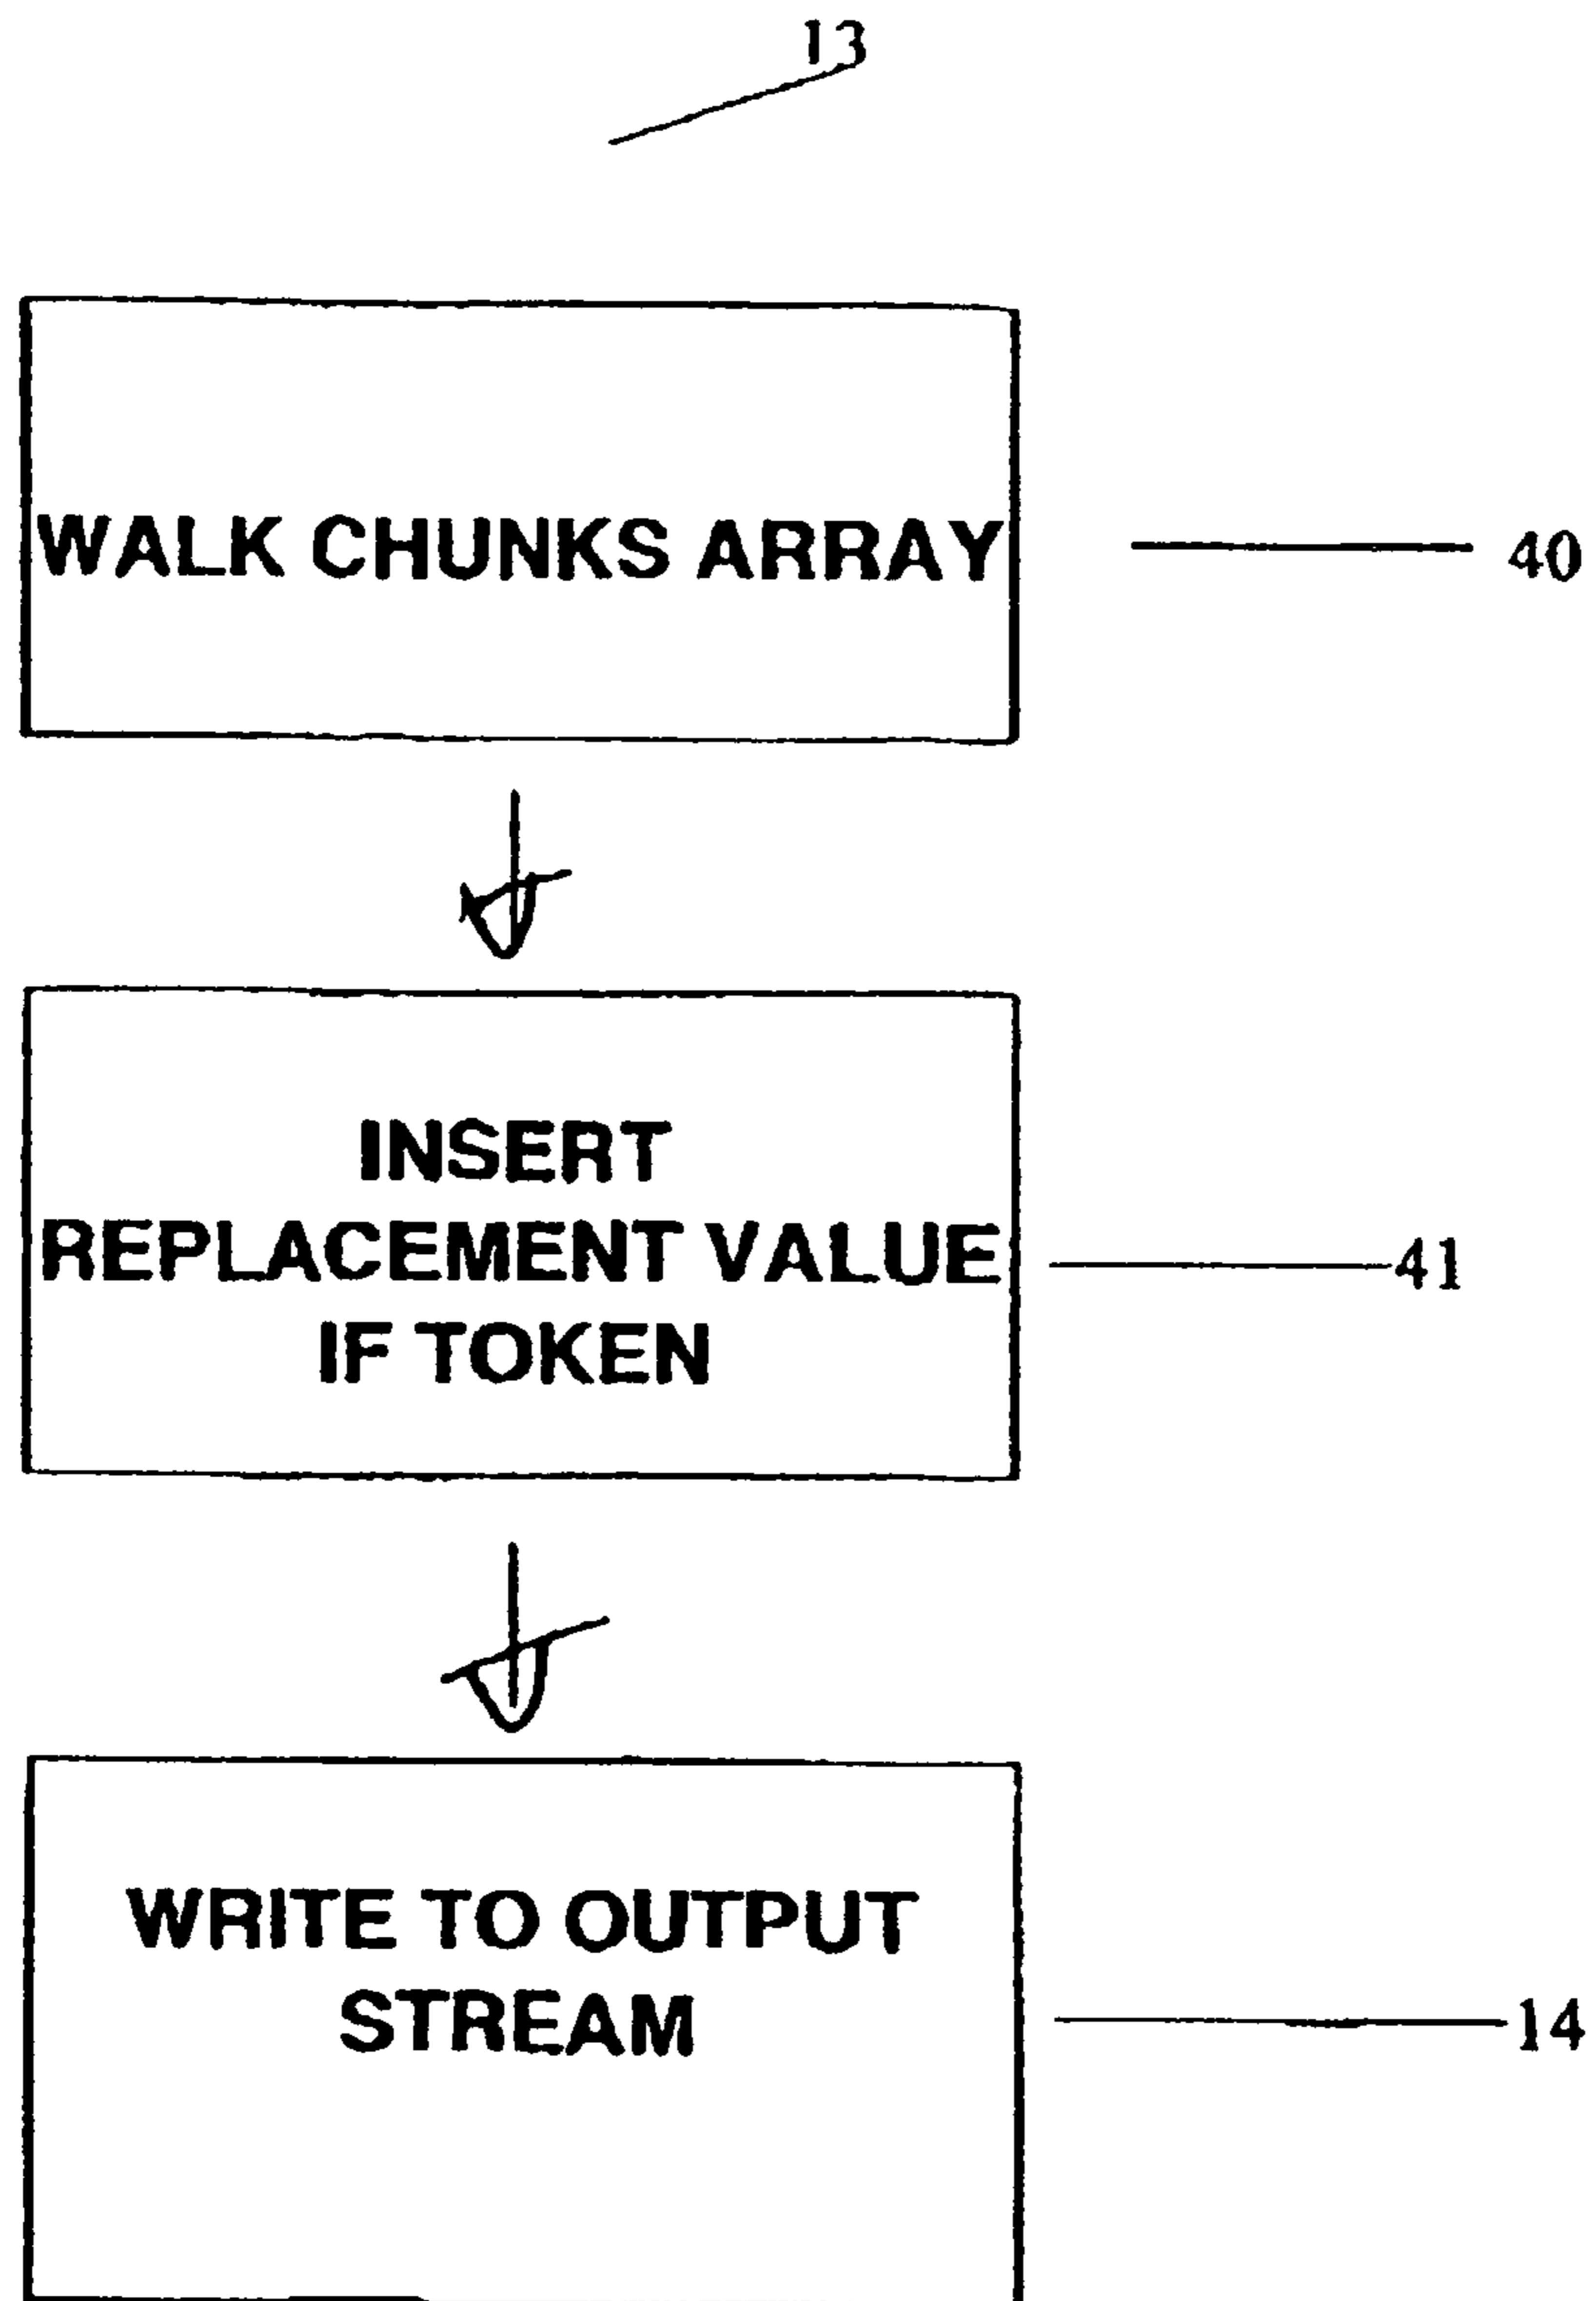 13
WALK CHUNKS ARRAY
40
INSERT
REPLACEMENT VALUE
IF TOKEN
41
WRITE TO OUTPUT
STREAM
14